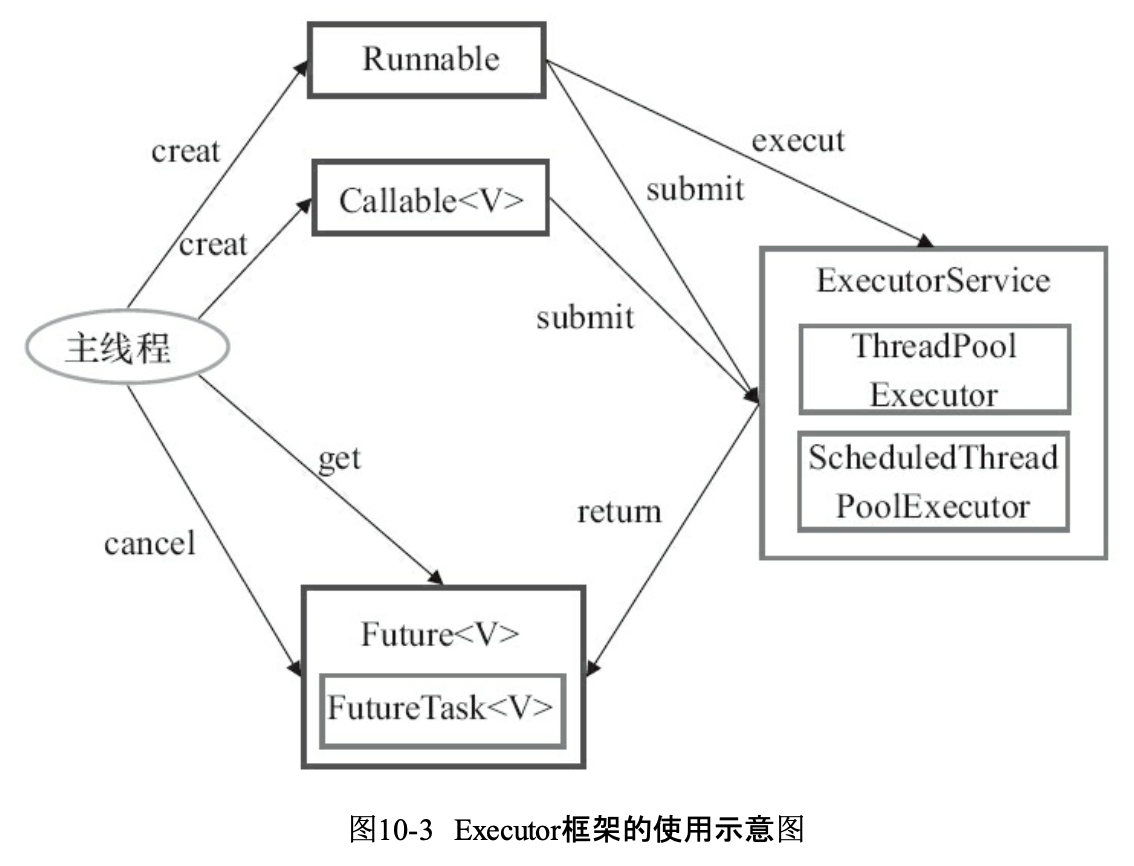 Runnable
execut
creat
submit
Callable<V>
creat
ExecutorService
submit
主线程
ThreadPool
Executor
get
ScheduledThread
PoolExecutor
return
cancel
Future<V>
FutureTask<V>
图10-3 Executor框架的使用示意图